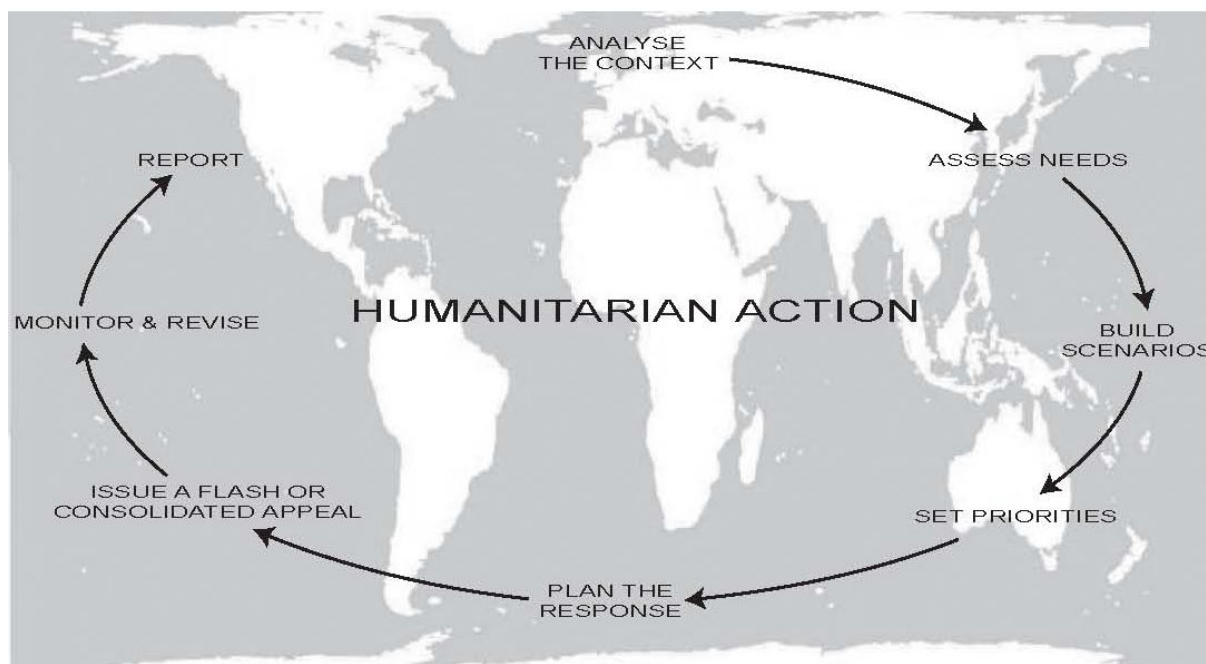 ANALYSE
THE CONTEXT
ASSESS NEEDS
BUILD
SCENARIOS
SET PRIORITIES
PLAN THE
RESPONSE
ISSUE A FLASH OR
CONSOLIDATED APPEAL
MONITOR & REVISE
REPORT
HUMANITARIAN ACTION